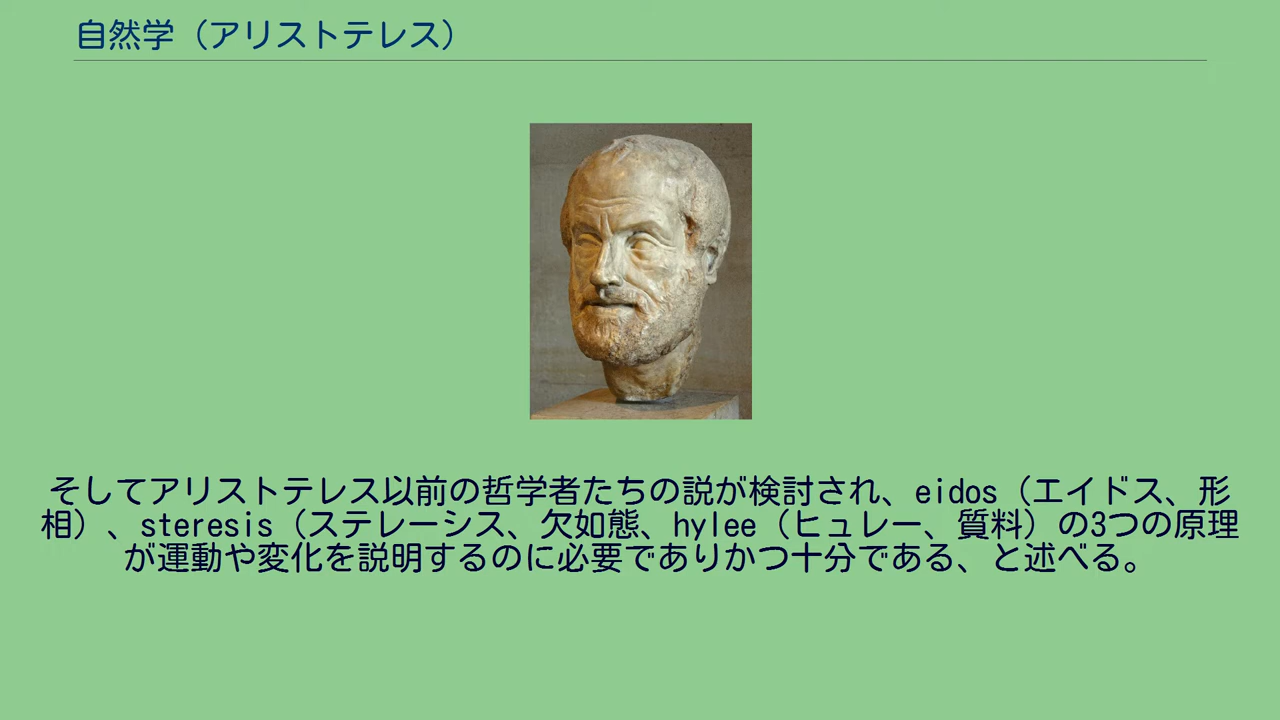 自然学（アリストテレス）
そしてアリストテレス以前の哲学者たちの説が検討され、eidos（エイドス、形
相）、steresis（ステレーシス、欠如態、hylee（ヒュレー、質料）の3つの原理
が運動や変化を説明するのに必要でありかつ十分である、と述べる。